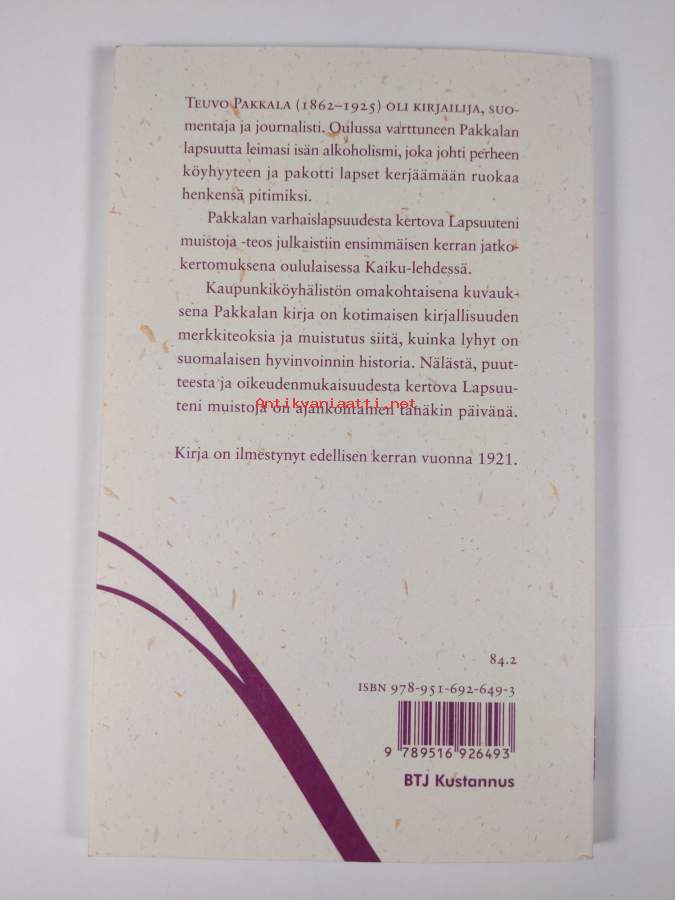 TEUVO PAKKALA (1862–1925) OLI KIRJAILIJA, SUO-
mentaja ja journalisti. Oulussa varttuneen Pakkalan
lapsuutta leimasi isän alkoholismi, joka johti perheen
köyhyyteen ja pakotti lapset kerjäämään ruokaa
henkensä pitimiksi.
Pakkalan varhaislapsuudesta kertova Lapsuuteni
muistoja -teos julkaistiin ensimmäisen kerran jatko-
kertomuksena oululaisessa Kaiku-lehdessä.
Kaupunkiköyhälistön omakohtaisena kuvauk-
sena Pakkalan kirja on kotimaisen kirjallisuuden
merkkiteoksia ja muistutus siitä, kuinka lyhyt on
suomalaisen hyvinvoinnin historia. Nälästä, puut-
teesta ja oikeudenmukaisuudesta kertova Lapsuu-
teni muistoja on ajankohtainen tänäkin päivänä.
Antikvariaatti.net
Kirja on ilmestynyt edellisen kerran vuonna 1921.
84.2
ISBN 978-951-692-649-3
9 789516 926493
BTJ Kustannus